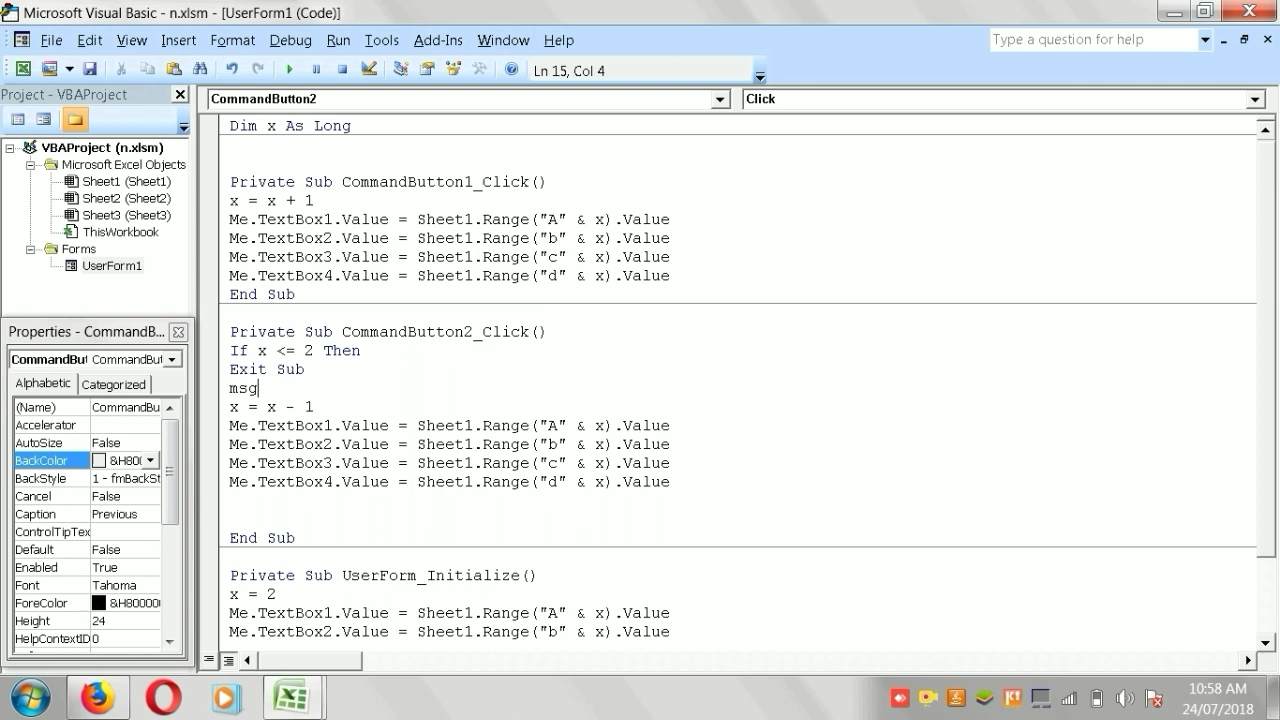 Microsoft Visual Basic - n.xlsm - [UserForm1 (Code)]
File Edit View Insert Format Debug Run Tools Add-Ins Window Help
Type a question for help
Ln 15, Col 4
Project - VBAProject
VBAProject (n.xlsm)
Microsoft Excel Objects
Sheet1 (Sheet1)
Sheet2 (Sheet2)
Sheet3 (Sheet3)
ThisWorkbook
Forms
UserForm1
Properties - CommandB...
CommandBut CommandBut
Alphabetic Categorized
(Name) CommandBu
Accelerator
AutoSize False
BackColor &H80(
BackStyle 1 - fmBackSt
Cancel False
Caption Previous
ControlTipTex
Default False
Enabled True
Font Tahoma
ForeColor &H80000
Height 24
HelpContextID 0
CommandButton2 Click
Dim x As Long
Private Sub CommandButton1_Click()
x = x + 1
Me.TextBox1.Value = Sheet1.Range("A" & x).Value
Me.TextBox2.Value = Sheet1.Range("b" & x).Value
Me.TextBox3.Value = Sheet1.Range("c" & x).Value
Me.TextBox4.Value = Sheet1.Range("d" & x).Value
End Sub
Private Sub CommandButton2_Click()
If x <= 2 Then
Exit Sub
msg
x = x - 1
Me.TextBox1.Value = Sheet1.Range("A" & x).Value
Me.TextBox2.Value = Sheet1.Range("b" & x).Value
Me.TextBox3.Value = Sheet1.Range("c" & x).Value
Me.TextBox4.Value = Sheet1.Range("d" & x).Value
End Sub
Private Sub UserForm_Initialize()
x = 2
Me.TextBox1.Value = Sheet1.Range("A" & x).Value
Me.TextBox2.Value = Sheet1.Range("b" & x).Value
10:58 AM
24/07/2018